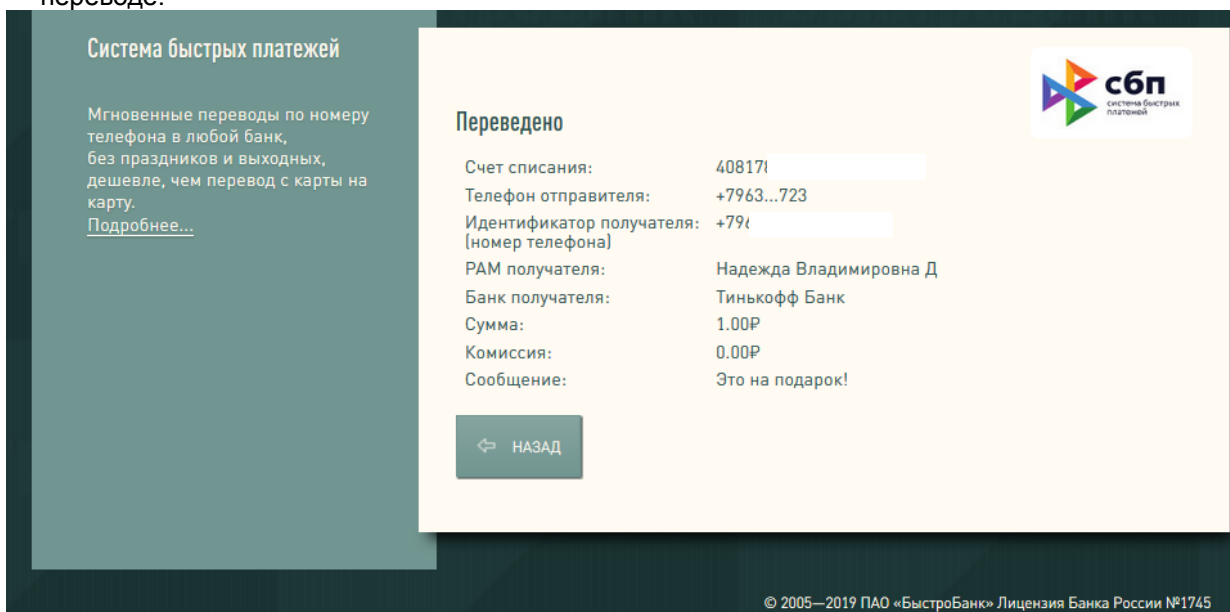 переводе:
Система быстрых платежей
Мгновенные переводы по номеру
телефона в любой банк,
без праздников и выходных,
дешевле, чем перевод с карты на
карту.
Подробнее...
сбп
система быстрых
платежей
Переведено
Счет списания: 40817
Телефон отправителя: +7963...723
Идентификатор получателя: +79
(номер телефона)
РАМ получателя: Надежда Владимировна Д
Банк получателя: Тинькофф Банк
Сумма: 1.00₽
Комиссия: 0.00₽
Сообщение: Это на подарок!
НАЗАД
© 2005—2019 ПАО «БыстроБанк» Лицензия Банка России №1745